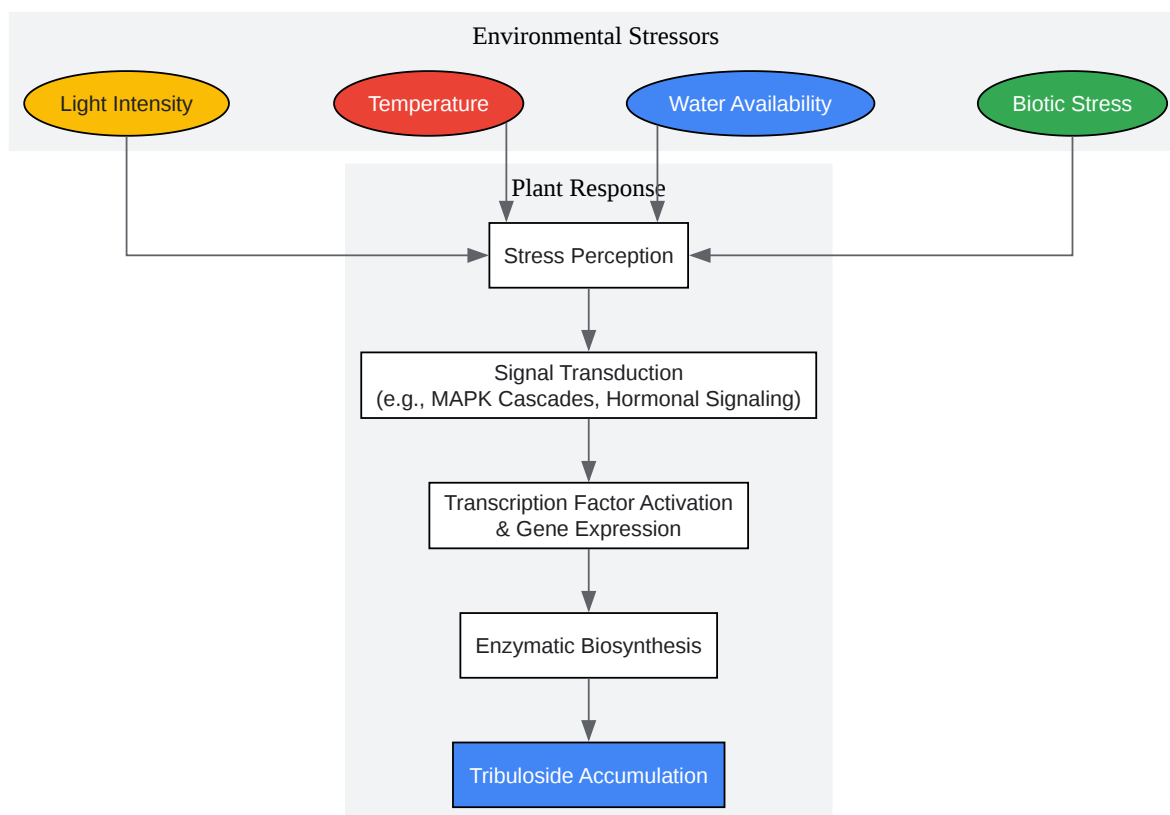 Environmental Stressors
Light Intensity
Temperature
Water Availability
Biotic Stress
Plant Response
Stress Perception
Signal Transduction
(e.g., MAPK Cascades, Hormonal Signaling)
Transcription Factor Activation
& Gene Expression
Enzymatic Biosynthesis
Tribuloside Accumulation